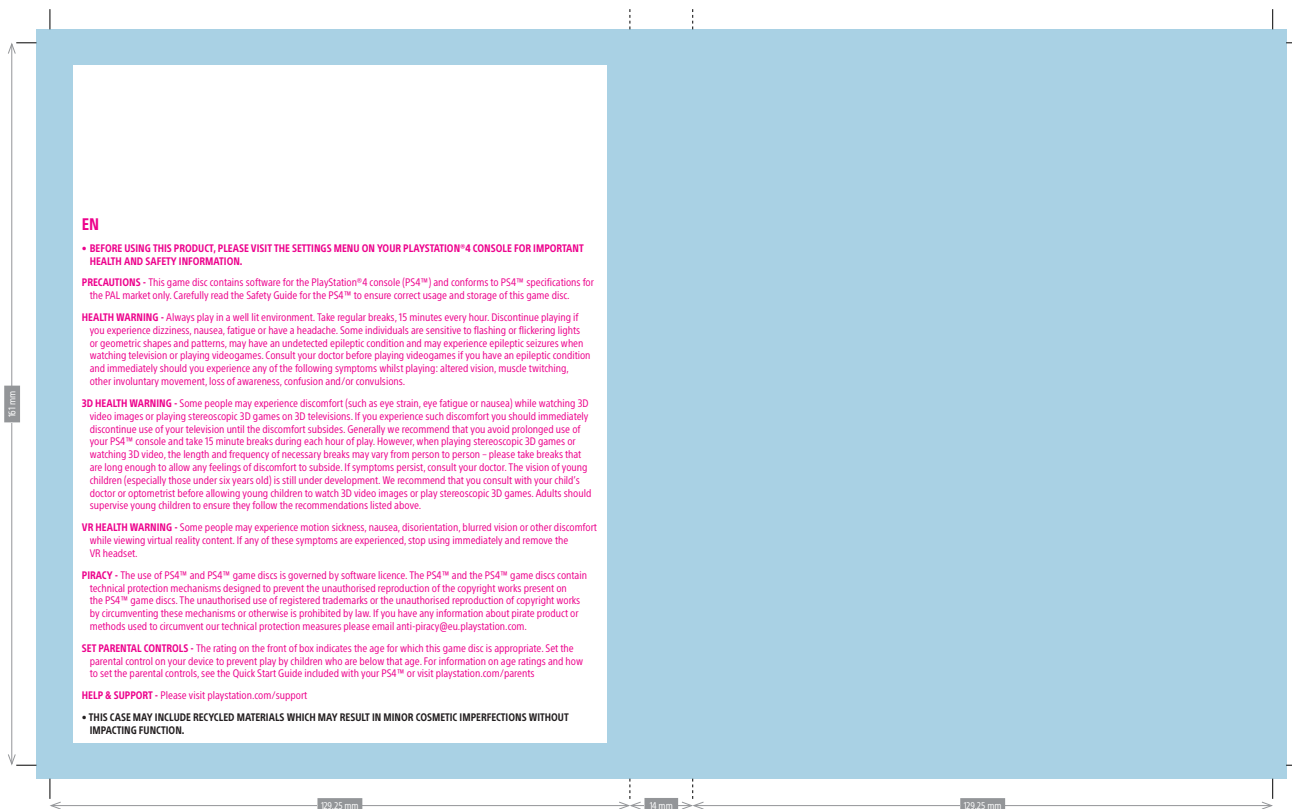 EN
• BEFORE USING THIS PRODUCT, PLEASE VISIT THE SETTINGS MENU ON YOUR PLAYSTATION®4 CONSOLE FOR IMPORTANT
HEALTH AND SAFETY INFORMATION.
PRECAUTIONS - This game disc contains software for the PlayStation®4 console (PS4™) and conforms to PS4™ specifications for
the PAL market only. Carefully read the Safety Guide for the PS4™ to ensure correct usage and storage of this game disc.
HEALTH WARNING - Always play in a well lit environment. Take regular breaks, 15 minutes every hour. Discontinue playing if
you experience dizziness, nausea, fatigue or have a headache. Some individuals are sensitive to flashing or flickering lights
or geometric shapes and patterns, may have an undetected epileptic condition and may experience epileptic seizures when
watching television or playing videogames. Consult your doctor before playing videogames if you have an epileptic condition
and immediately should you experience any of the following symptoms whilst playing: altered vision, muscle twitching,
other involuntary movement, loss of awareness, confusion and/or convulsions.
3D HEALTH WARNING - Some people may experience discomfort (such as eye strain, eye fatigue or nausea) while watching 3D
video images or playing stereoscopic 3D games on 3D televisions. If you experience such discomfort you should immediately
discontinue use of your television until the discomfort subsides. Generally we recommend that you avoid prolonged use of
your PS4™ console and take 15 minute breaks during each hour of play. However, when playing stereoscopic 3D games or
watching 3D video, the length and frequency of necessary breaks may vary from person to person – please take breaks that
are long enough to allow any feelings of discomfort to subside. If symptoms persist, consult your doctor. The vision of young
children (especially those under six years old) is still under development. We recommend that you consult with your child's
doctor or optometrist before allowing young children to watch 3D video images or play stereoscopic 3D games. Adults should
supervise young children to ensure they follow the recommendations listed above.
VR HEALTH WARNING - Some people may experience motion sickness, nausea, disorientation, blurred vision or other discomfort
while viewing virtual reality content. If any of these symptoms are experienced, stop using immediately and remove the
VR headset.
PIRACY - The use of PS4™ and PS4™ game discs is governed by software licence. The PS4™ and the PS4™ game discs contain
technical protection mechanisms designed to prevent the unauthorised reproduction of the copyright works present on
the PS4™ game discs. The unauthorised use of registered trademarks or the unauthorised reproduction of copyright works
by circumventing these mechanisms or otherwise is prohibited by law. If you have any information about pirate product or
methods used to circumvent our technical protection measures please email anti-piracy@eu.playstation.com.
SET PARENTAL CONTROLS - The rating on the front of box indicates the age for which this game disc is appropriate. Set the
parental control on your device to prevent play by children who are below that age. For information on age ratings and how
to set the parental controls, see the Quick Start Guide included with your PS4™ or visit playstation.com/parents
HELP & SUPPORT - Please visit playstation.com/support
• THIS CASE MAY INCLUDE RECYCLED MATERIALS WHICH MAY RESULT IN MINOR COSMETIC IMPERFECTIONS WITHOUT
IMPACTING FUNCTION.
161 mm
129.25 mm
14 mm
129.25 mm